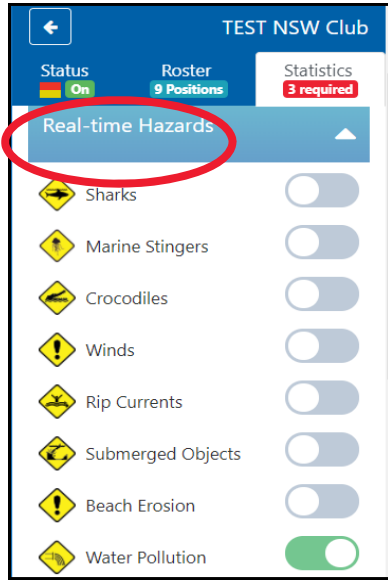 TEST NSW Club
Status Roster Statistics
On 9 Positions 3 required
Real-time Hazards
Sharks
Marine Stingers
Crocodiles
Winds
Rip Currents
Submerged Objects
Beach Erosion
Water Pollution